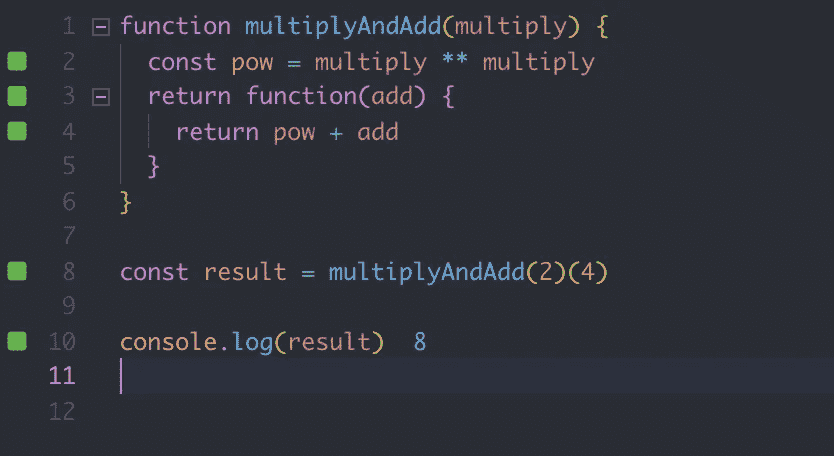 1 function multiplyAndAdd(multiply) {
2 const pow = multiply ** multiply
3 return function(add) {
4 return pow + add
5 }
6 }
7
8 const result = multiplyAndAdd(2)(4)
9
10 console.log(result) 8
11
12